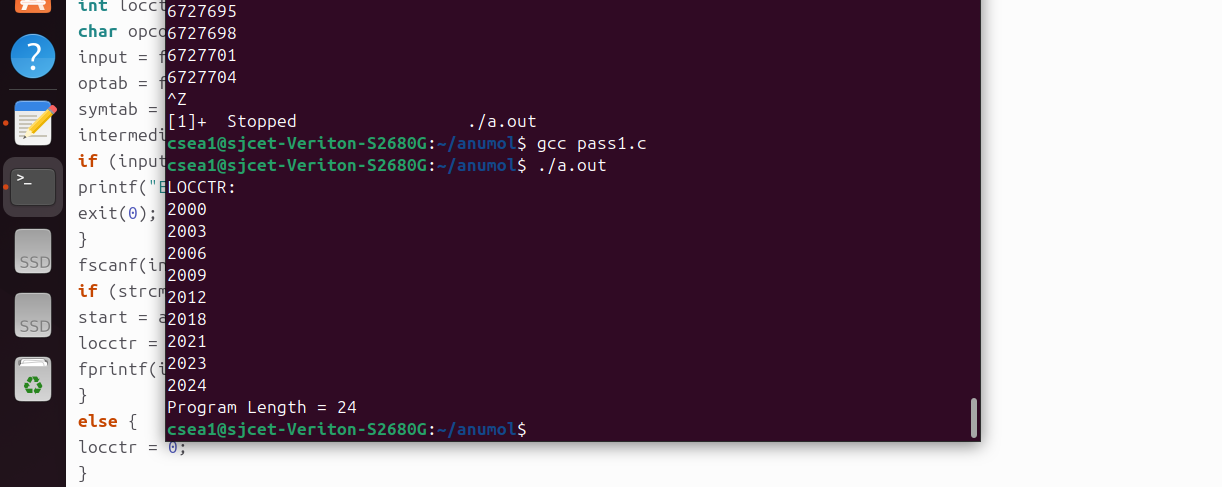 int locct
char opco
input = f
optab = f
symtab =
intermedi
if (input
printf("E
exit(0);
}
fscanf(in
if (strcm
start = a
locctr =
fprintf(i
}
else {
locctr = 0;
}
6727695
6727698
6727701
6727704
^Z
[1]+  Stopped                 ./a.out
csea1@sjcet-Veriton-S2680G:~/anumol$ gcc pass1.c
csea1@sjcet-Veriton-S2680G:~/anumol$ ./a.out
LOCCTR:
2000
2003
2006
2009
2012
2018
2021
2023
2024
Program Length = 24
csea1@sjcet-Veriton-S2680G:~/anumol$
?
>_
SSD
SSD